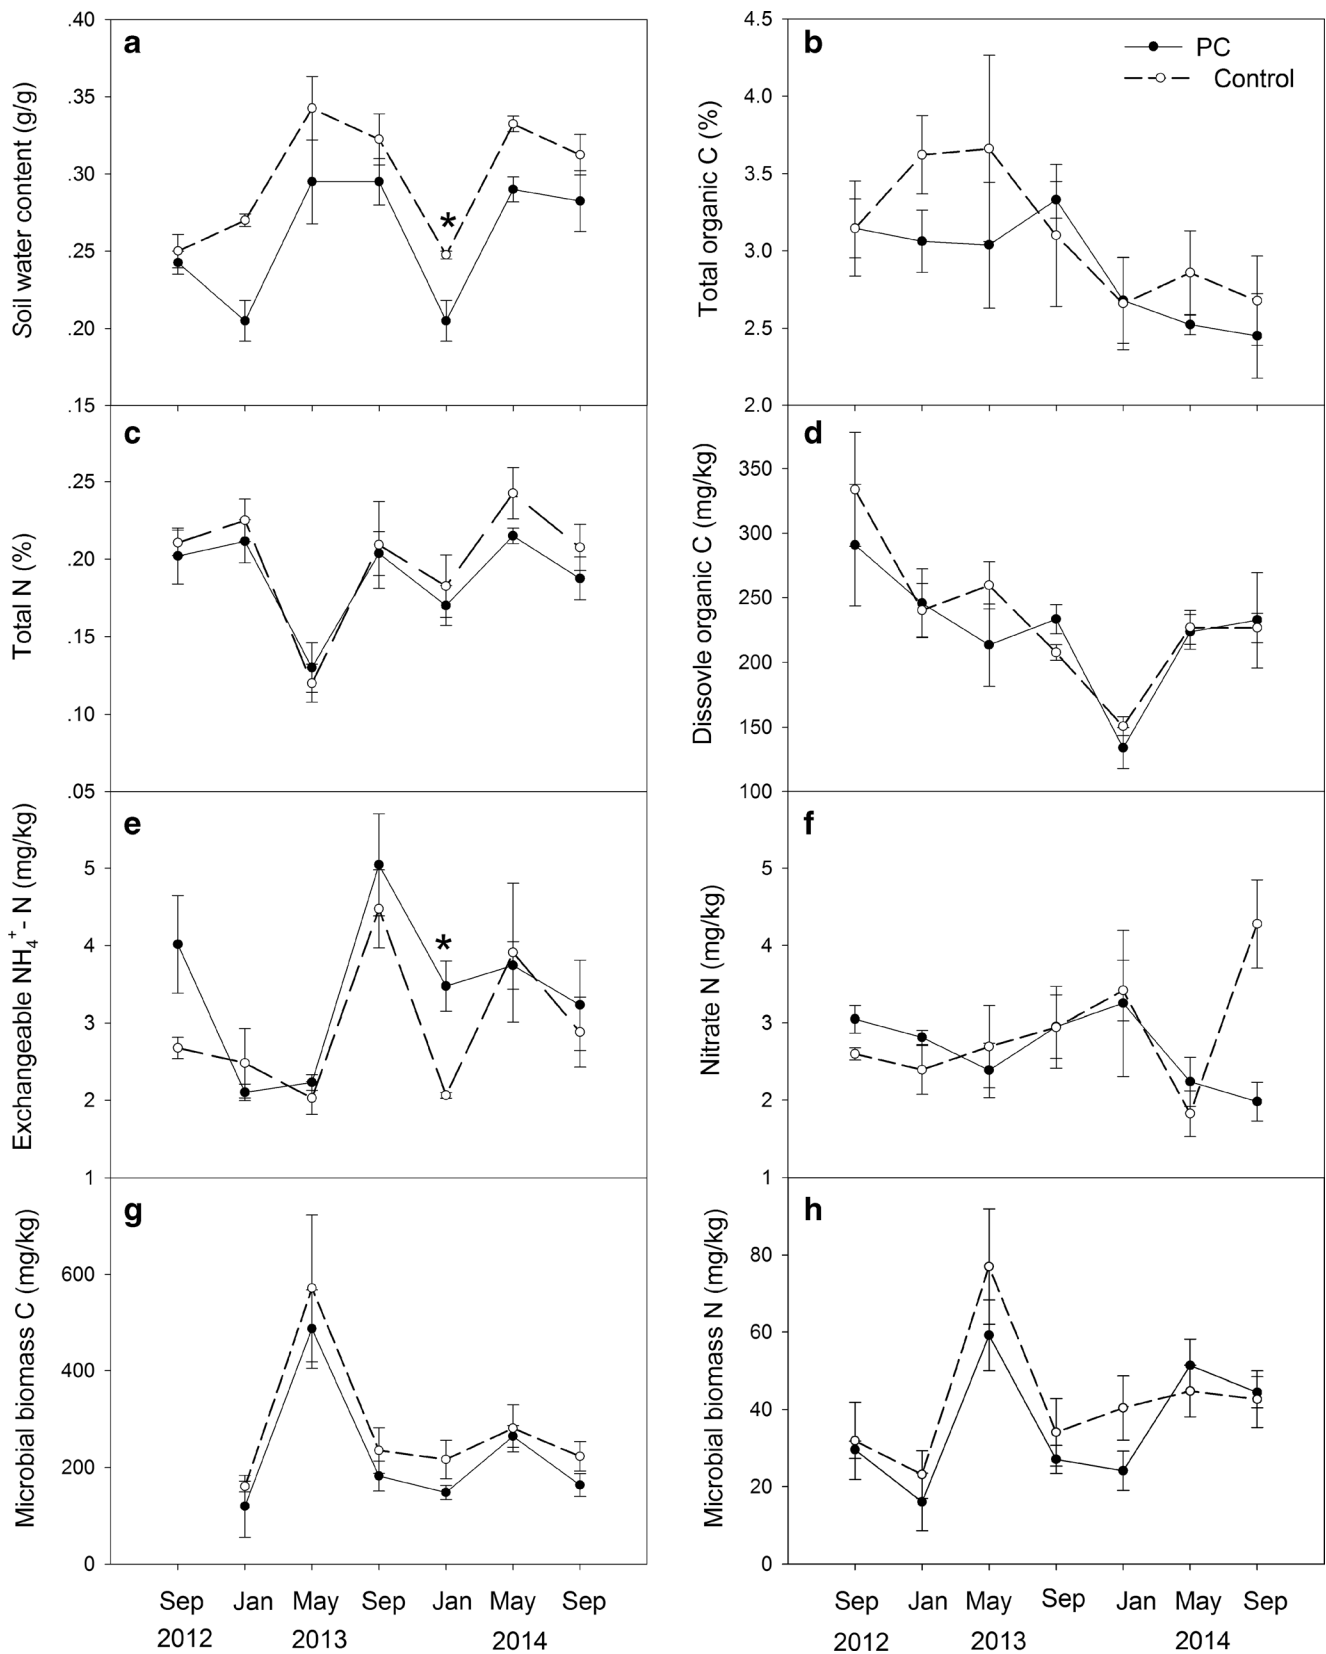 a
Soil water content (g/g)
.40
.35
.30
.25
.20
.15
*
b
Total organic C (%)
4.5
4.0
3.5
3.0
2.5
2.0
PC
Control
c
Total N (%)
.25
.20
.15
.10
.05
d
Dissovle organic C (mg/kg)
350
300
250
200
150
100
e
Exchangeable NH4+- N (mg/kg)
5
4
3
2
1
*
f
Nitrate N (mg/kg)
5
4
3
2
1
g
Microbial biomass C (mg/kg)
600
400
200
0
h
Microbial biomass N (mg/kg)
80
60
40
20
0
Sep Jan May Sep Jan May Sep
2012 2013 2014
Sep Jan May Sep Jan May Sep
2012 2013 2014